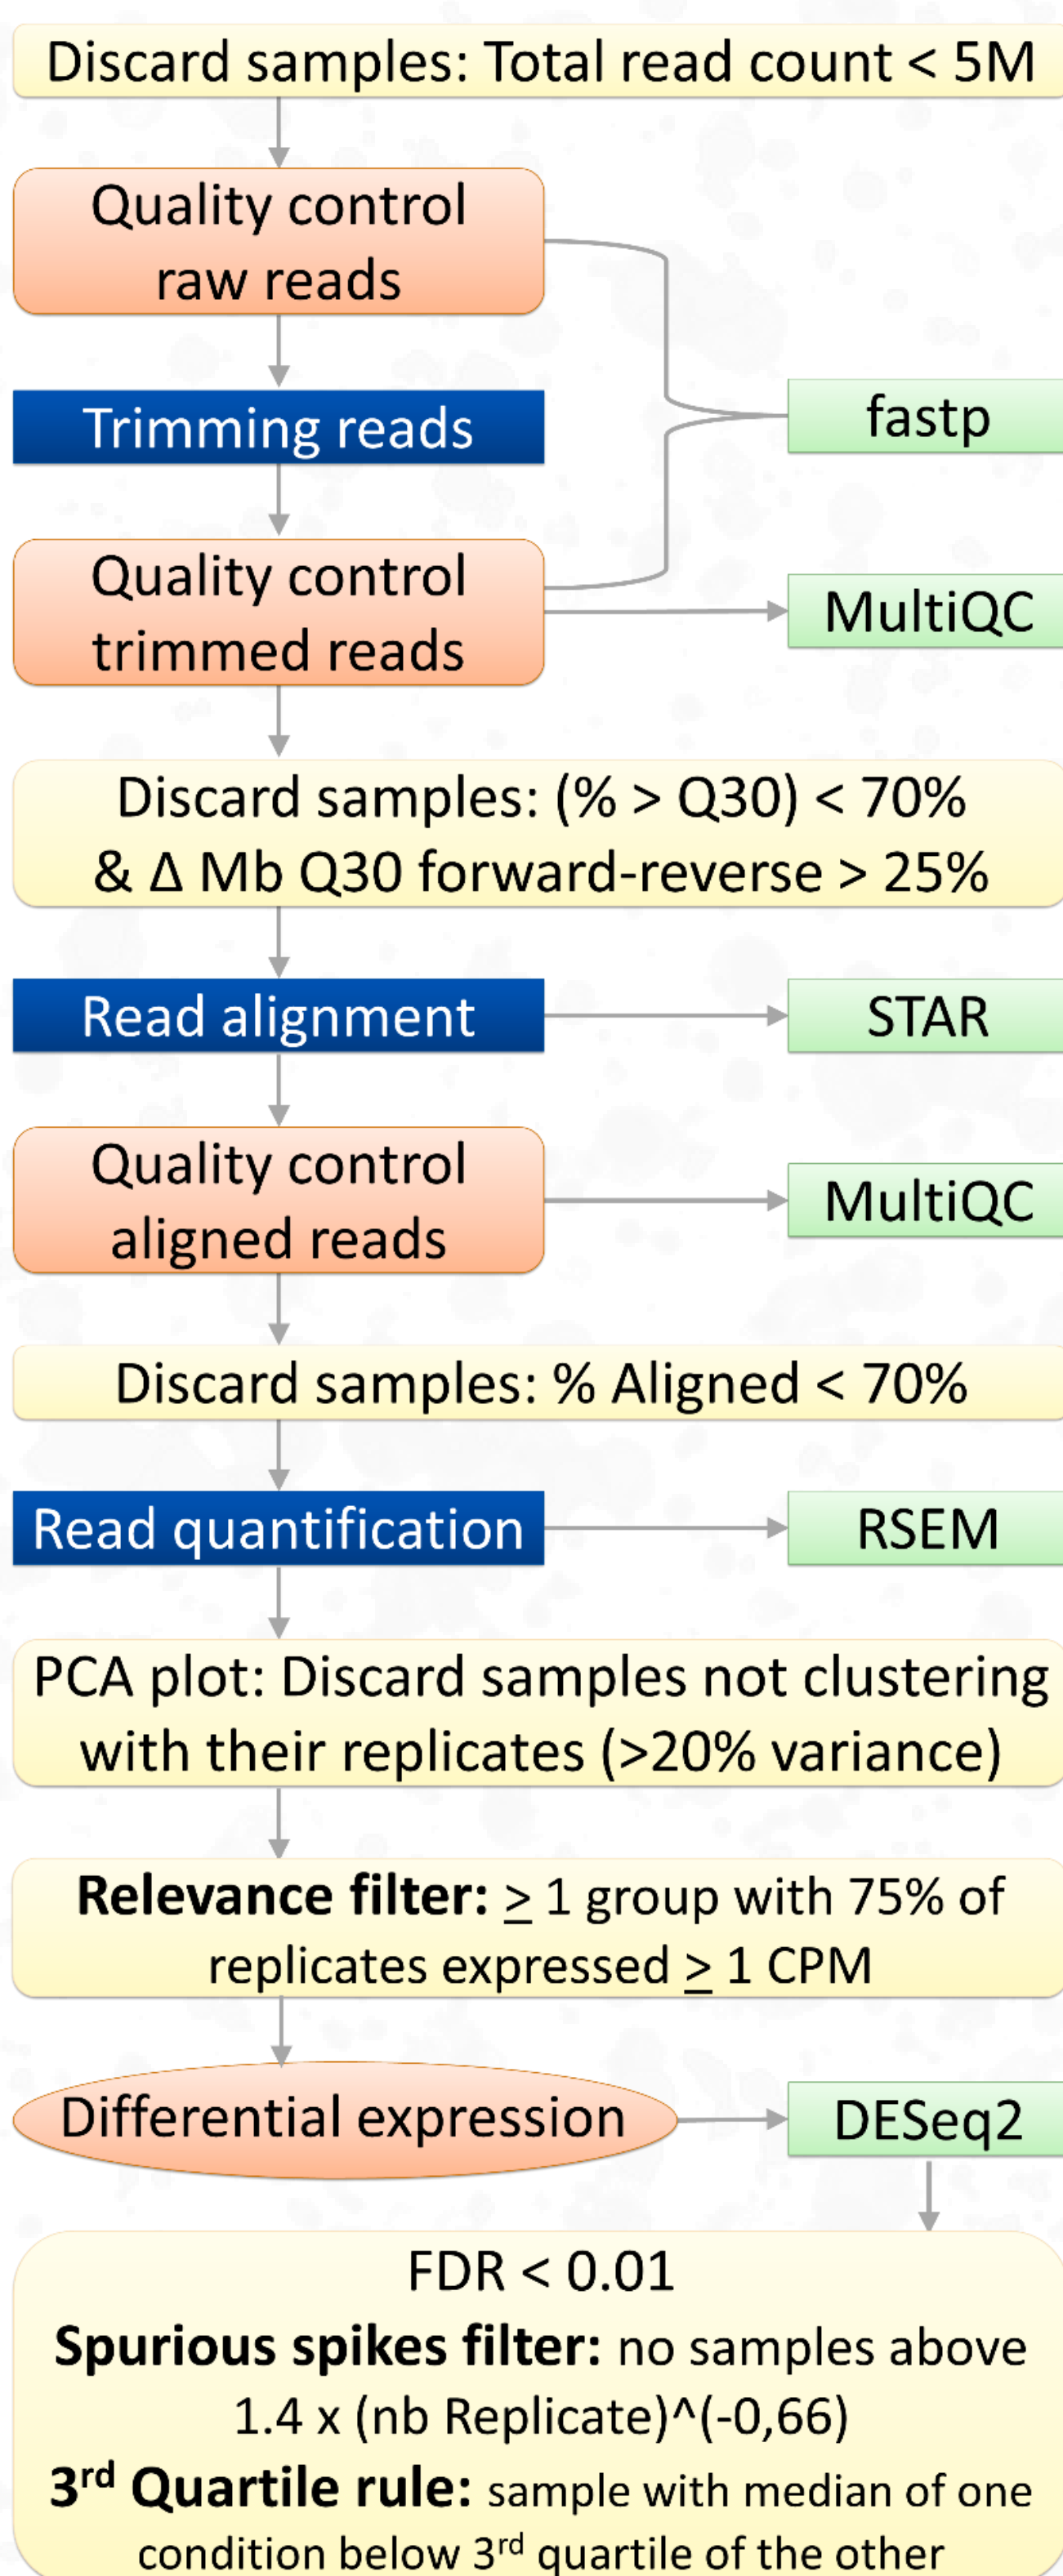 Discard samples: Total read count < 5M
Quality control
raw reads
Trimming reads
fastp
Quality control
trimmed reads
MultiQC
Discard samples: (% > Q30) < 70%
& Δ Mb Q30 forward-reverse > 25%
Read alignment
STAR
Quality control
aligned reads
MultiQC
Discard samples: % Aligned < 70%
Read quantification
RSEM
PCA plot: Discard samples not clustering
with their replicates (>20% variance)
Relevance filter: ≥ 1 group with 75% of
replicates expressed ≥ 1 CPM
Differential expression
DESeq2
FDR < 0.01
Spurious spikes filter: no samples above
1.4 x (nb Replicate)^(-0,66)
3rd Quartile rule: sample with median of one
condition below 3rd quartile of the other